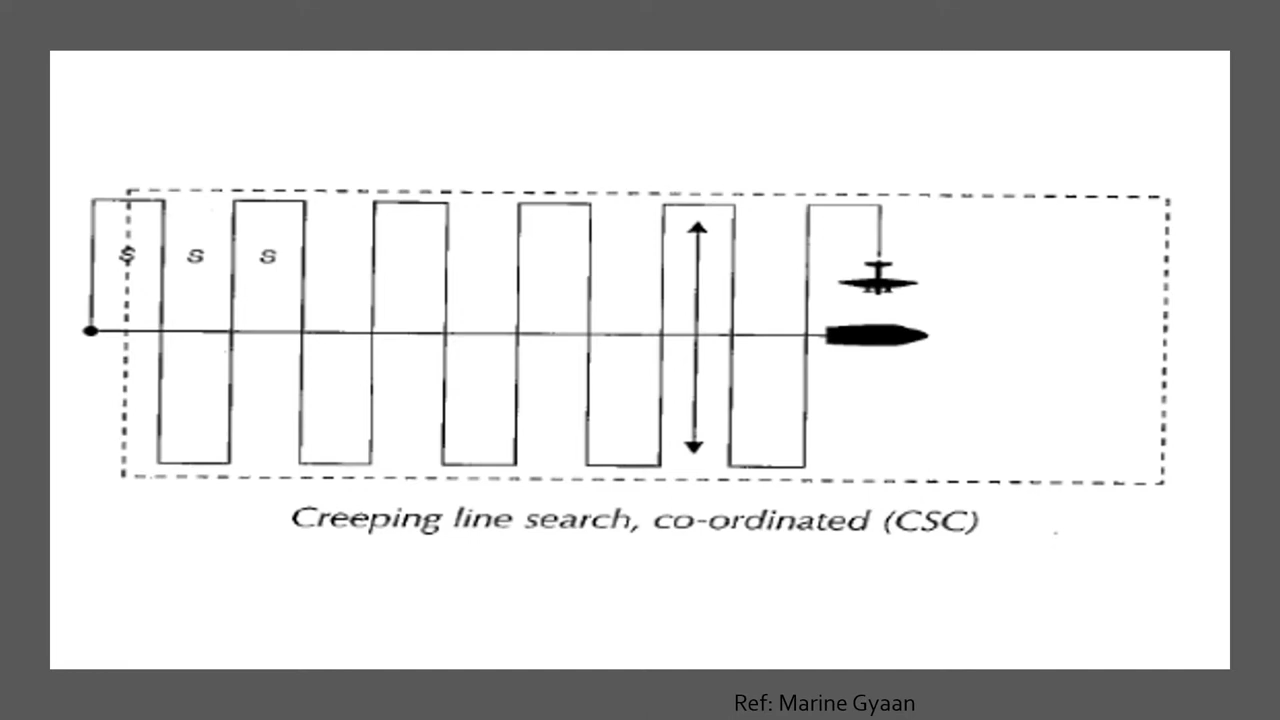 S S S
Creeping line search, co-ordinated (CSC)
Ref: Marine Gyaan